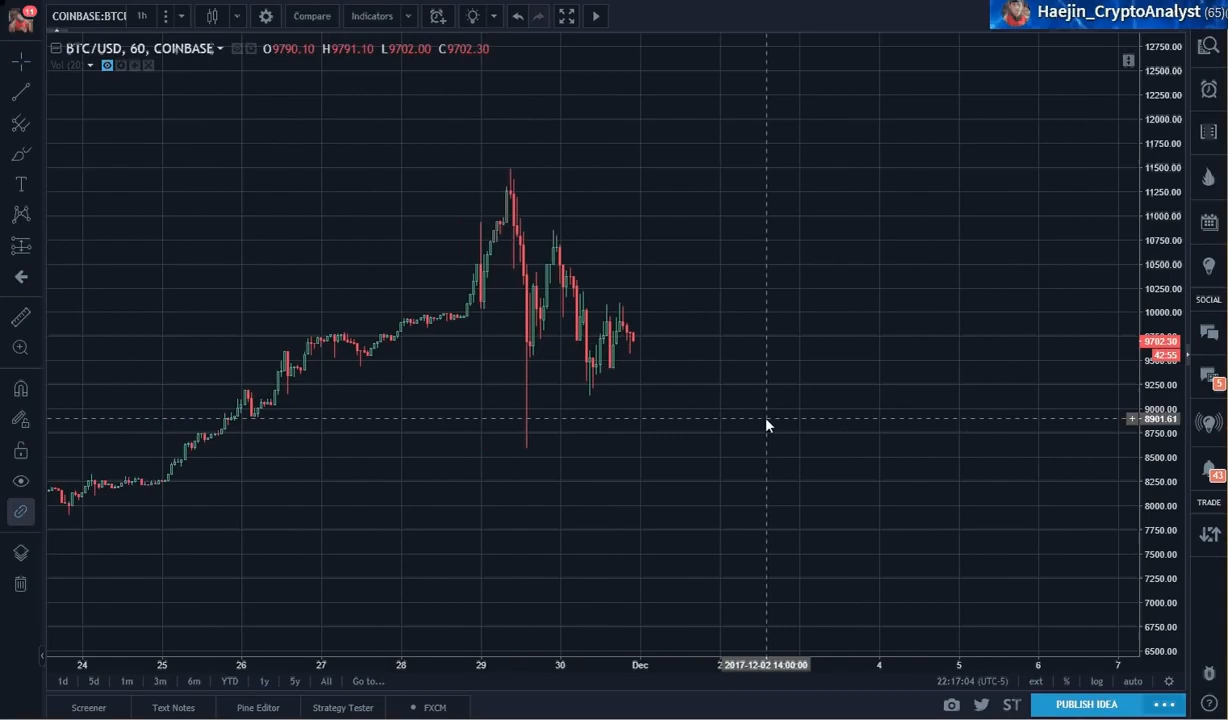 11
COINBASE:BTCU
1h
Compare
Indicators
Haejin_CryptoAnalyst (65)
BTC/USD, 60, COINBASE
O9790.10 H9791.10 L9702.00 C9702.30
Vol (20)
12750.00
12500.00
12250.00
12000.00
11750.00
11500.00
11250.00
11000.00
10750.00
10500.00
10250.00
10000.00
9702.30
42:55
9250.00
9000.00
8901.61
8750.00
8500.00
8250.00
8000.00
7750.00
7500.00
7250.00
7000.00
6750.00
6500.00
SOCIAL
5
43
TRADE
24 25 26 27 28 29 30 Dec 2 2017-12-02 14:00:00 4 5 6 7
1d 5d 1m 3m 6m YTD 1y 5y All Go to...
22:17:04 (UTC-5) ext % log auto
Screener Text Notes Pine Editor Strategy Tester FXCM
ST
PUBLISH IDEA